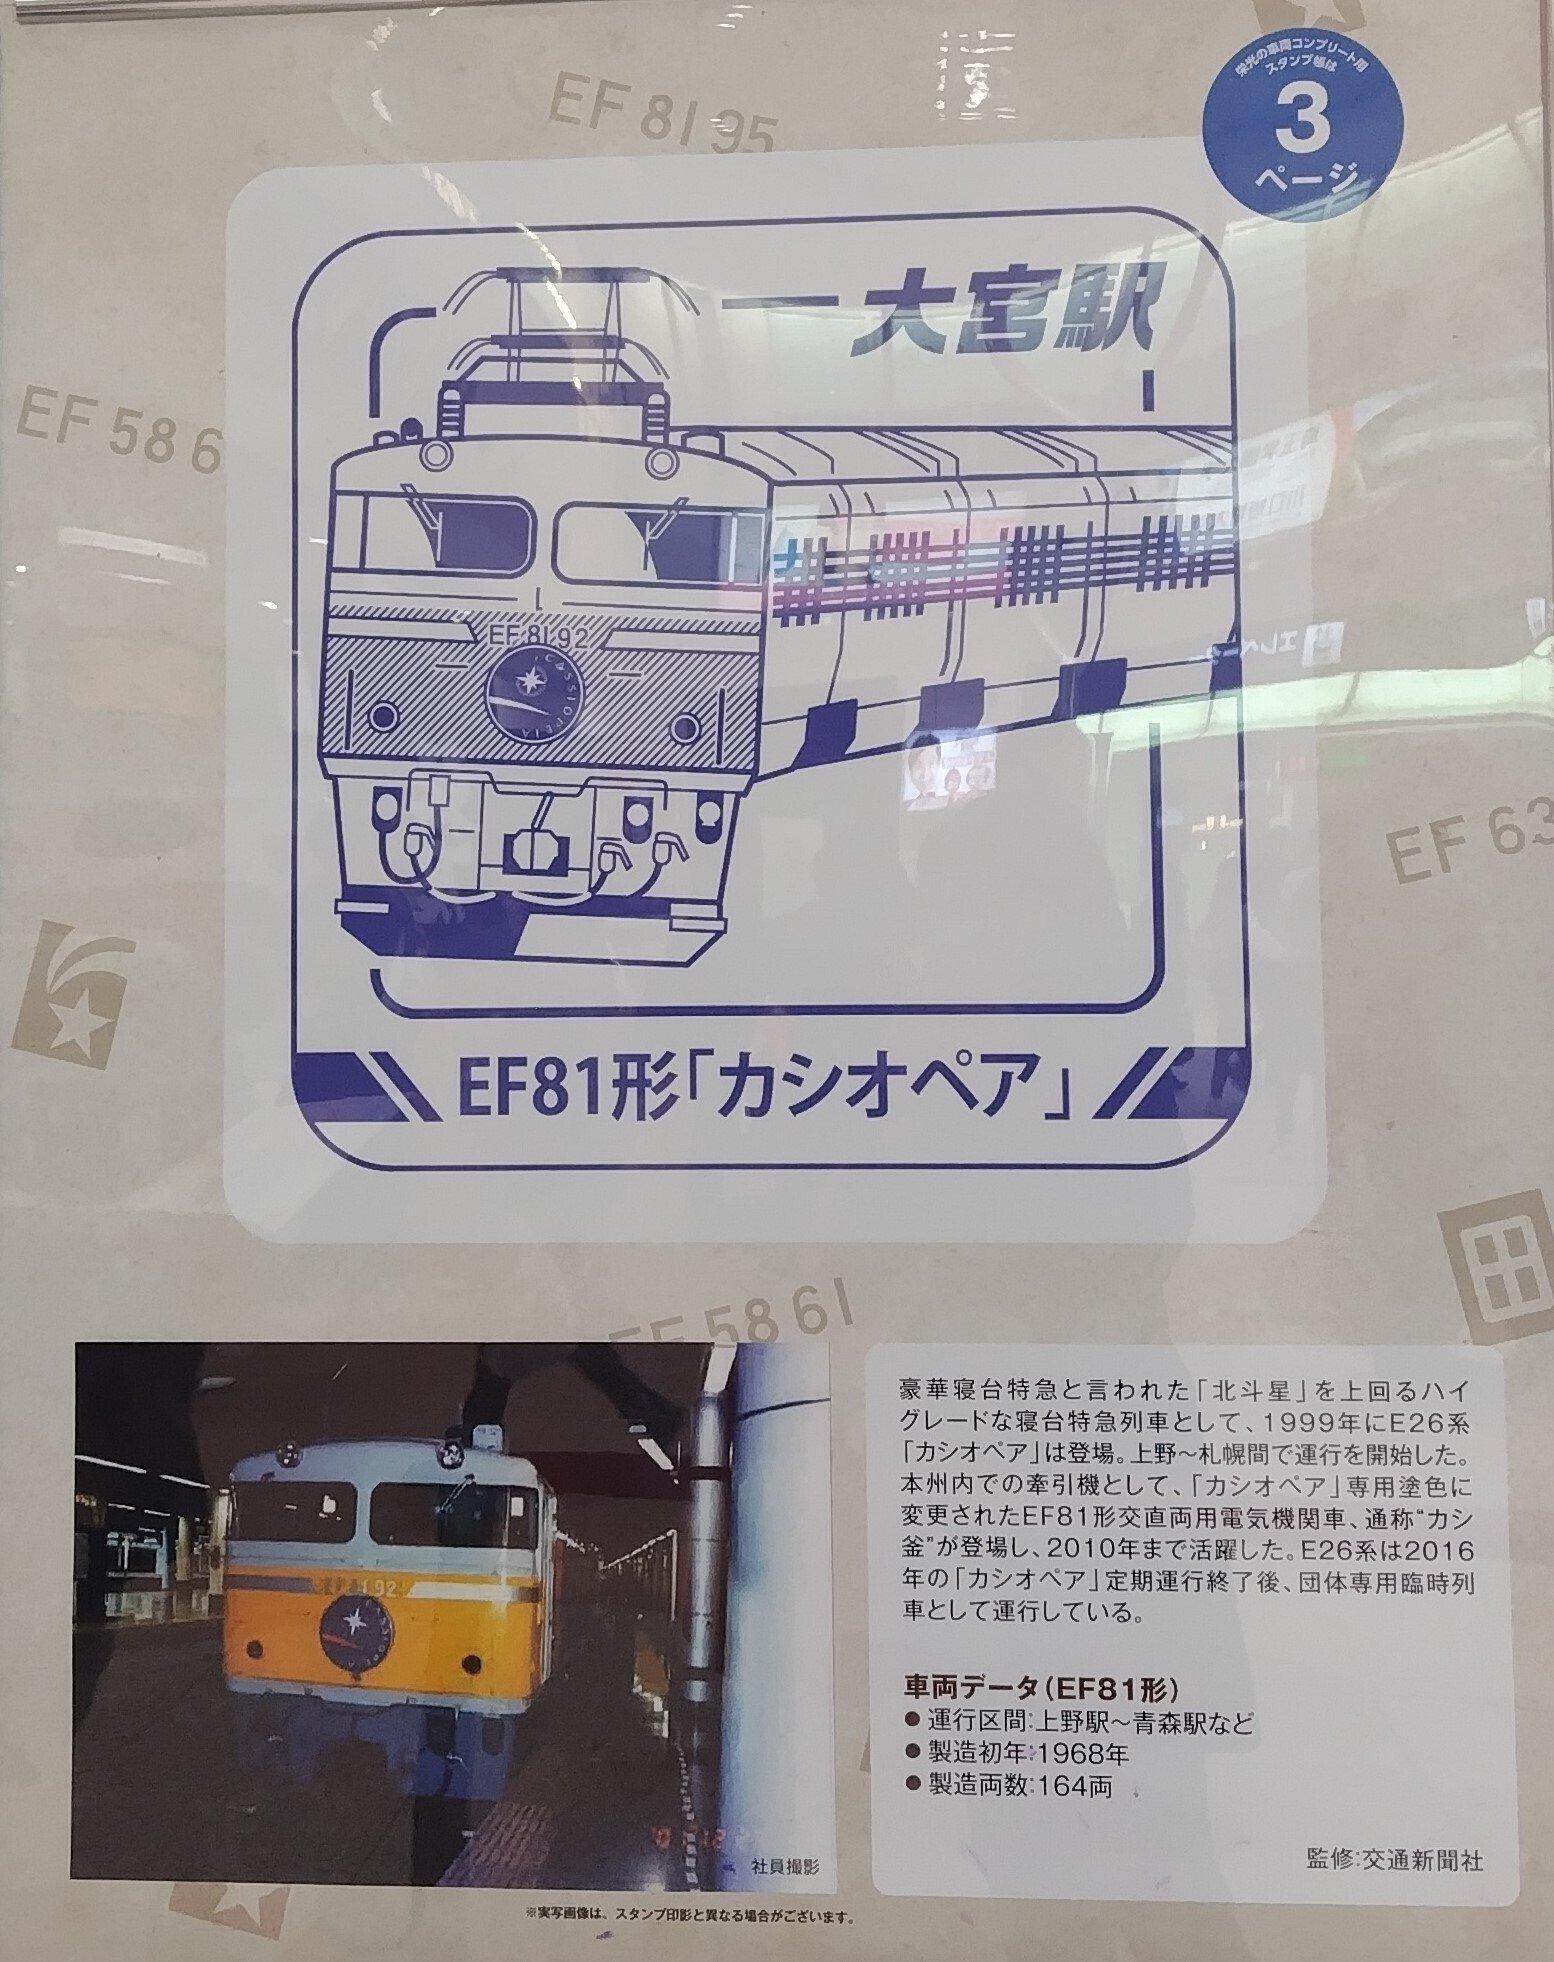 栄光の車両コンプリート用
スタンプ帳は
3
ページ
EF 81 95
大宮駅
EF 58 6
EF 81 92
CASSIOPEIA
EF 63
EF81形「カシオペア」
EF 58 61
豪華寝台特急と言われた「北斗星」を上回るハイ
グレードな寝台特急列車として、1999年にE26系
「カシオペア」は登場。上野〜札幌間で運行を開始した。
本州内での牽引機として、「カシオペア」専用塗色に
変更されたEF81形交直両用電気機関車、通称“カシ
釜”が登場し、2010年まで活躍した。E26系は2016
年の「カシオペア」定期運行終了後、団体専用臨時列
車として運行している。
車両データ（EF81形）
● 運行区間：上野駅〜青森駅など
● 製造初年：1968年
● 製造両数：164両
監修：交通新聞社
社員撮影
※実写画像は、スタンプ印影と異なる場合がございます。